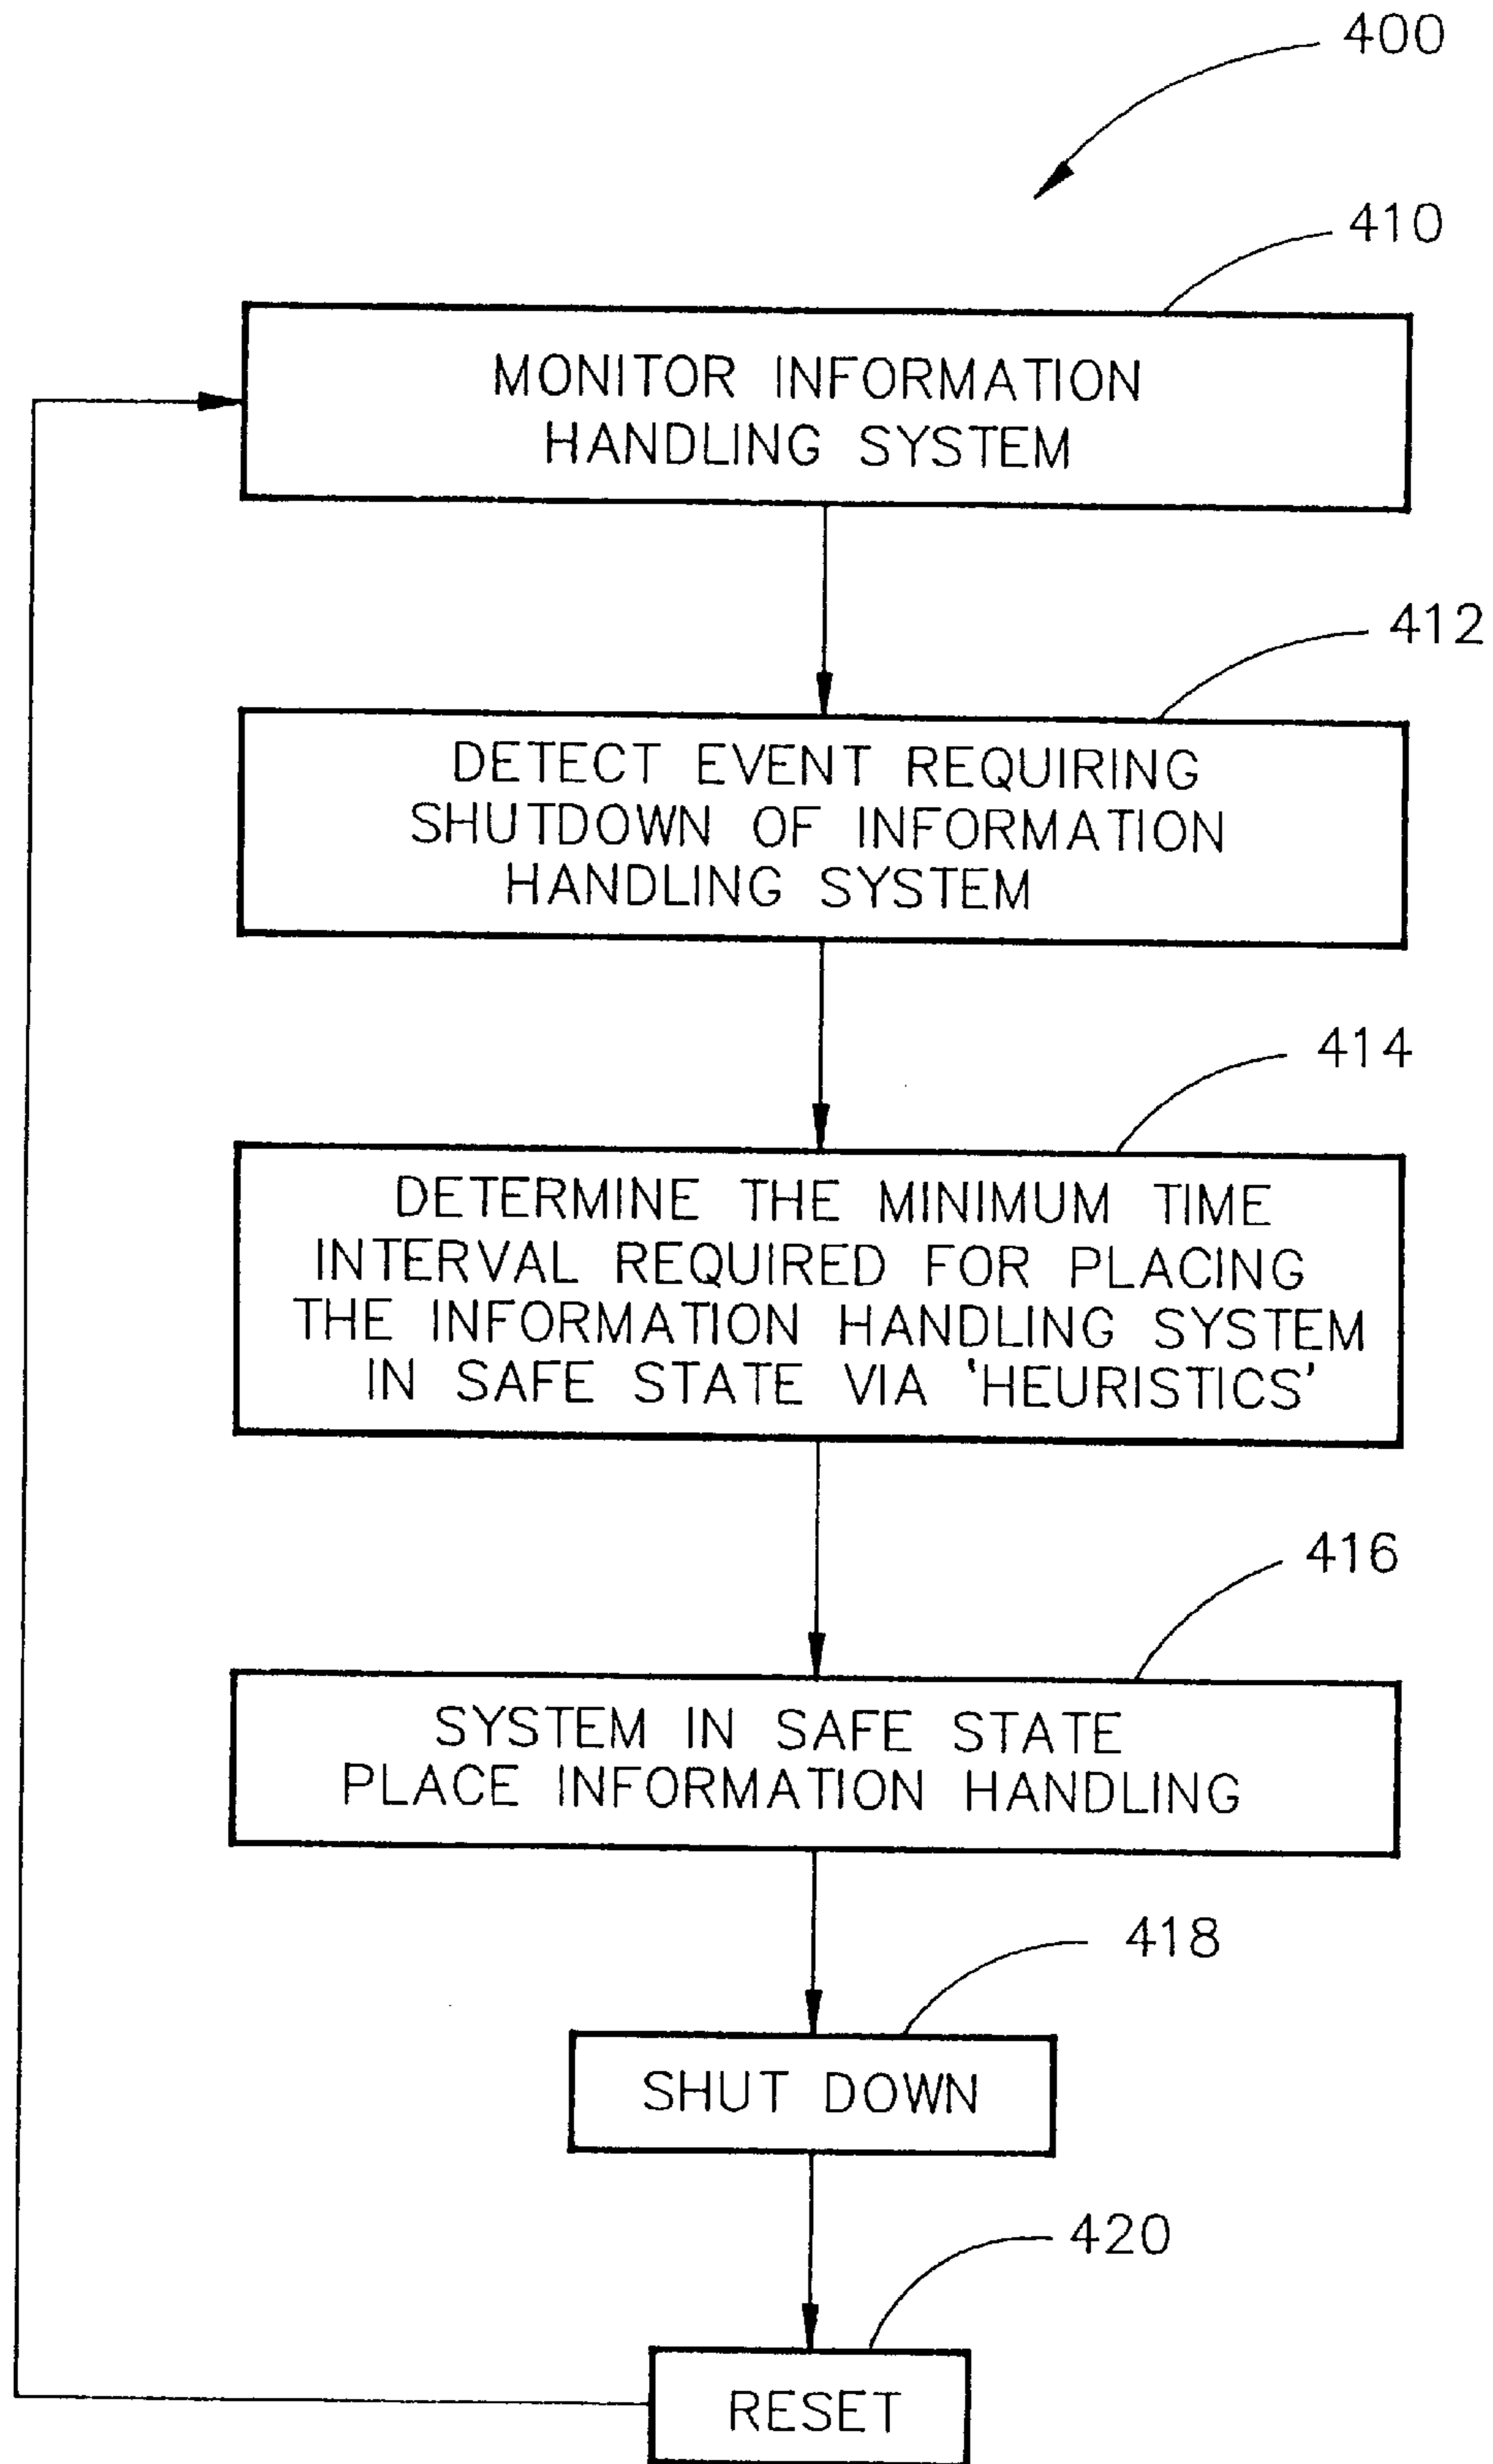 400
410
MONITOR INFORMATION
HANDLING SYSTEM
412
DETECT EVENT REQUIRING
SHUTDOWN OF INFORMATION
HANDLING SYSTEM
414
DETERMINE THE MINIMUM TIME
INTERVAL REQUIRED FOR PLACING
THE INFORMATION HANDLING SYSTEM
IN SAFE STATE VIA 'HEURISTICS'
416
SYSTEM IN SAFE STATE
PLACE INFORMATION HANDLING
418
SHUT DOWN
420
RESET